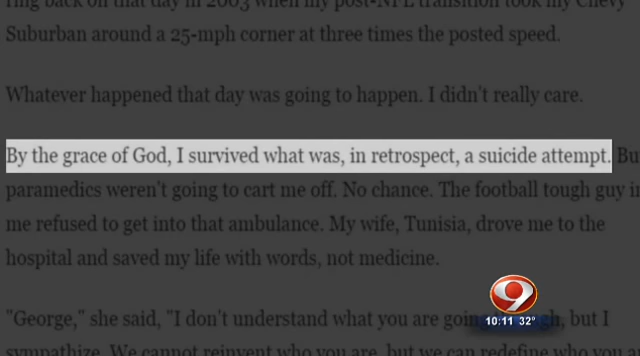 ring back on that day in 2003 when my post-NFL transition took my Chevy
Suburban around a 25-mph corner at three times the posted speed.
Whatever happened that day was going to happen. I didn't really care.
By the grace of God, I survived what was, in retrospect, a suicide attempt. Bu
paramedics weren't going to cart me off. No chance. The football tough guy in
me refused to get into that ambulance. My wife, Tunisia, drove me to the
hospital and saved my life with words, not medicine.
"George," she said, "I don't understand what you are going but I
sympathize. We cannot reinvent who you are, but we can redefine who you a
9
10:11 32°